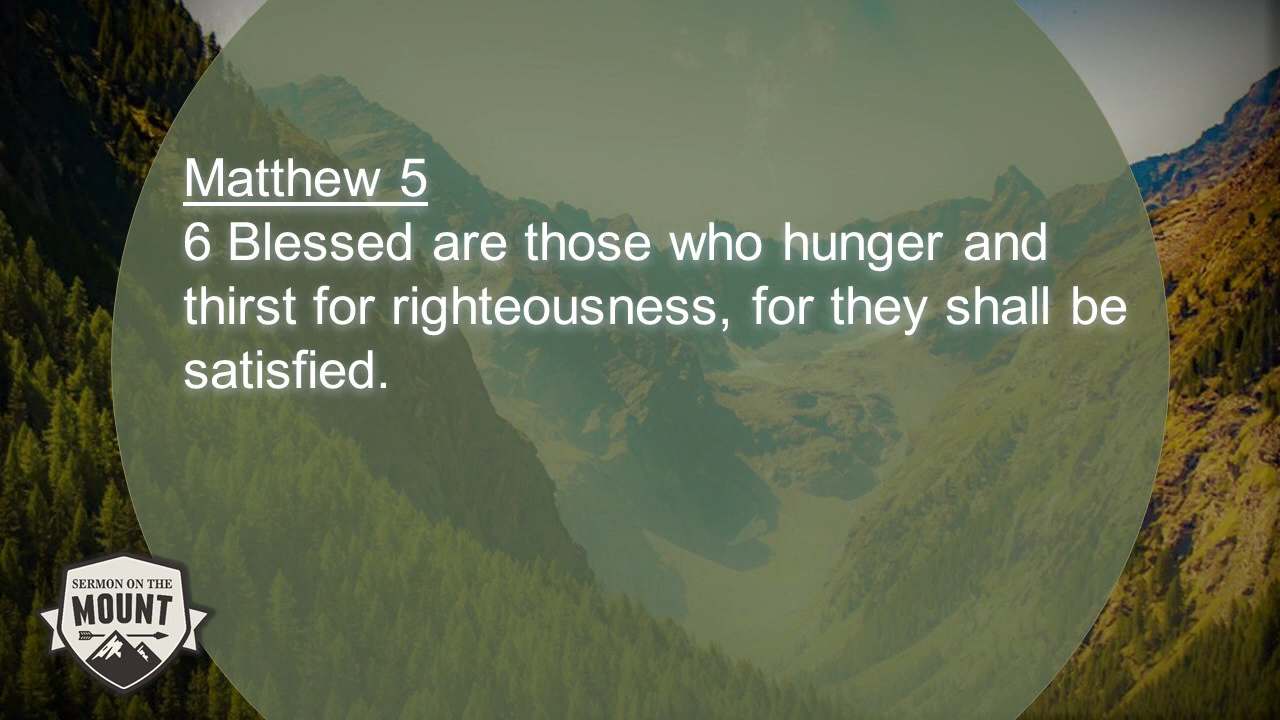 Matthew 5
6 Blessed are those who hunger and
thirst for righteousness, for they shall be
satisfied.
SERMON ON THE
MOUNT